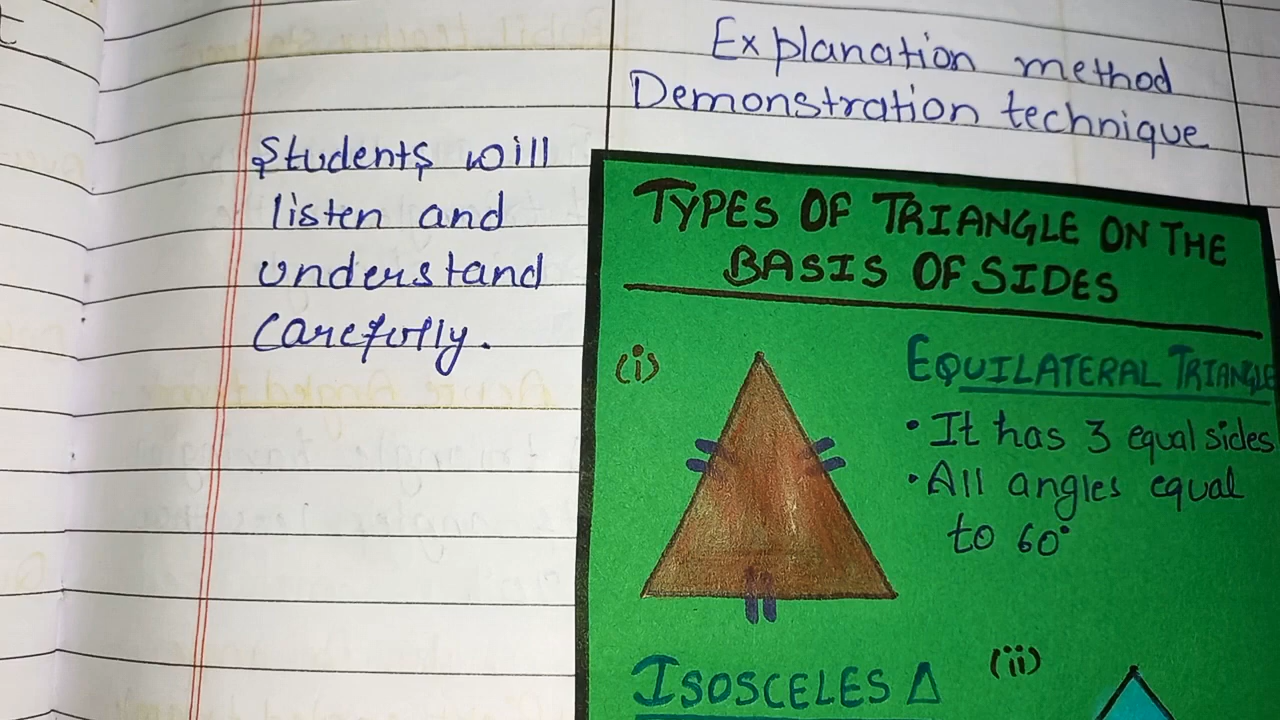 Explanation method
Demonstration technique
Students will
listen and
understand
carefully.
TYPES OF TRIANGLE ON THE
BASIS OF SIDES
(i)
EQUILATERAL TRIANGLE
• It has 3 equal sides
• All angles equal
to 60°
ISOSCELES Δ
(ii)